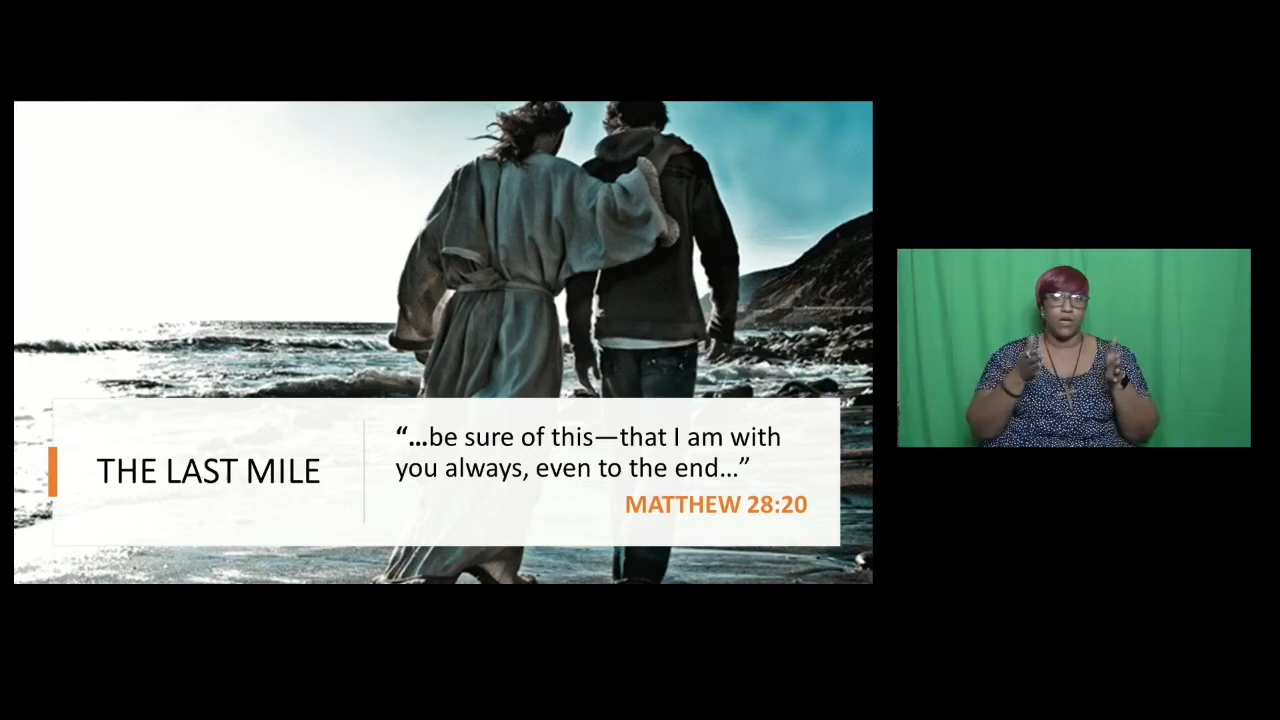 THE LAST MILE
“…be sure of this—that I am with
you always, even to the end…”
MATTHEW 28:20